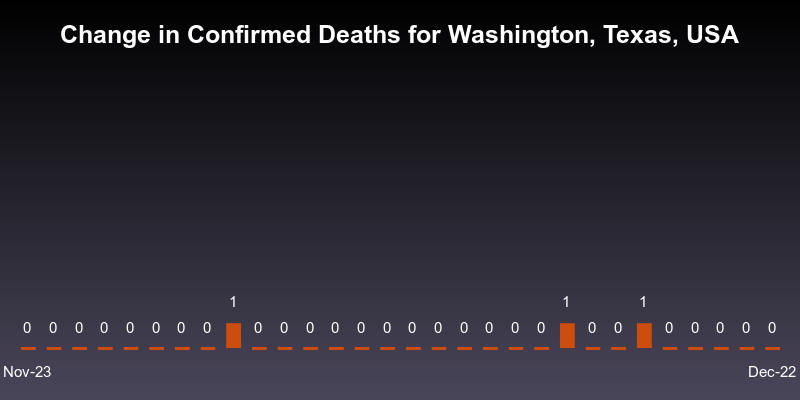 Change in Confirmed Deaths for Washington, Texas, USA
1 1 1
0 0 0 0 0 0 0 0 0 0 0 0 0 0 0 0 0 0 0 0 0 0 0 0 0 0 0
Nov-23 Dec-22